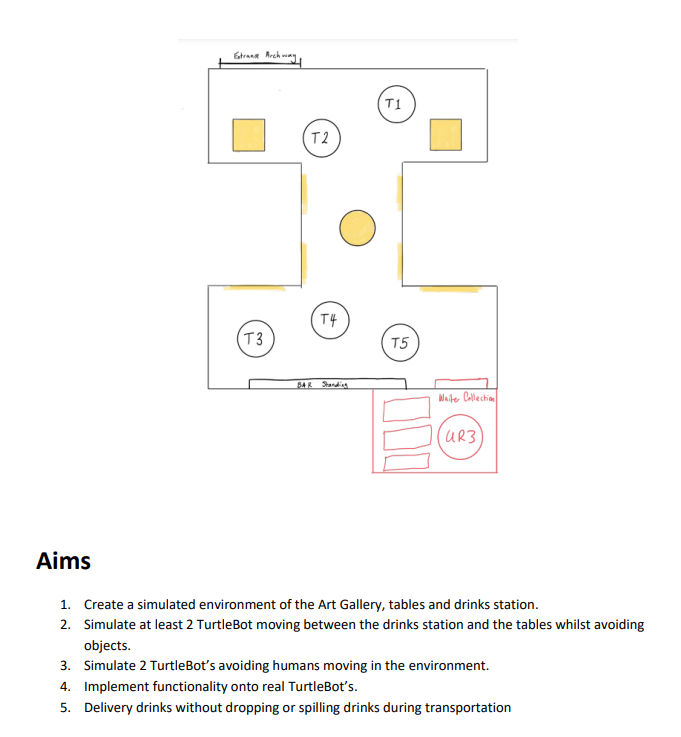 Entrance Archway
T1
T2
T4
T3
T5
BAR Standing
Waiter Collection
UR3
Aims
1. Create a simulated environment of the Art Gallery, tables and drinks station.
2. Simulate at least 2 TurtleBot moving between the drinks station and the tables whilst avoiding
objects.
3. Simulate 2 TurtleBot’s avoiding humans moving in the environment.
4. Implement functionality onto real TurtleBot’s.
5. Delivery drinks without dropping or spilling drinks during transportation